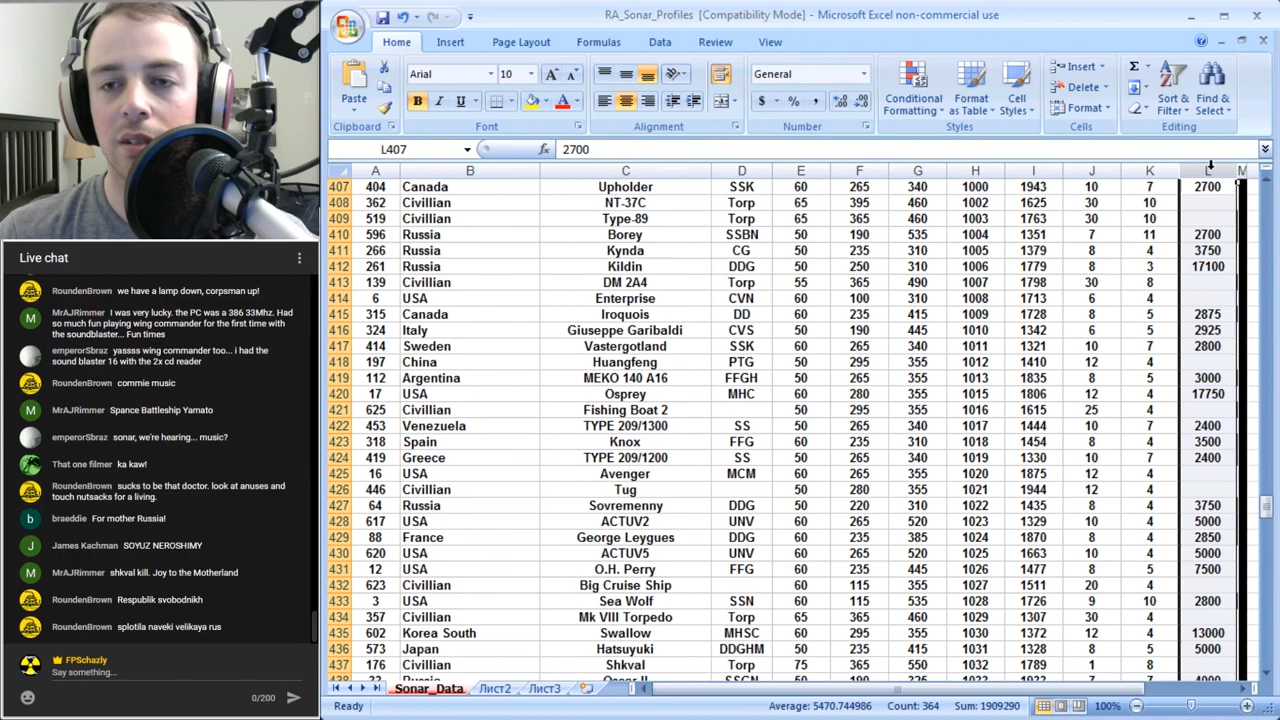 RA_Sonar_Profiles [Compatibility Mode] - Microsoft Excel non-commercial use
Home Insert Page Layout Formulas Data Review View
Arial 10 General Insert Delete Format
Paste B I U $ % , Conditional Formatting Format as Table Cell Styles Sort & Filter Find & Select
Clipboard Font Alignment Number Styles Cells Editing
L407 fx 2700
A B C D E F G H I J K L M
407 404 Canada Upholder SSK 60 265 340 1000 1943 10 7 2700
408 362 Civillian NT-37C Torp 65 395 460 1002 1625 30 10
409 519 Civillian Type-89 Torp 65 365 460 1003 1763 30 10
410 596 Russia Borey SSBN 50 190 535 1004 1351 7 11 2700
411 266 Russia Kynda CG 60 235 310 1005 1379 8 4 3750
412 261 Russia Kildin DDG 50 250 310 1006 1779 8 3 17100
413 139 Civillian DM 2A4 Torp 55 365 490 1007 1798 30 8
414 6 USA Enterprise CVN 60 100 310 1008 1713 6 4
415 315 Canada Iroquois DD 60 235 415 1009 1728 8 5 2875
416 324 Italy Giuseppe Garibaldi CVS 50 190 445 1010 1342 6 5 2925
417 414 Sweden Vastergotland SSK 60 265 355 1011 1321 10 7 2800
418 197 China Huangfeng PTG 60 265 355 1012 1410 12 4
419 112 Argentina MEKO 140 A16 FFGH 60 265 355 1013 1835 8 5 3000
420 17 USA Osprey MHC 60 280 355 1015 1806 12 4 17750
421 625 Civillian Fishing Boat 2 50 295 355 1016 1615 25 4
422 453 Venezuela TYPE 209/1300 SS 50 265 340 1017 1444 10 7 2400
423 318 Spain Knox FFG 60 235 310 1018 1454 8 4 3500
424 419 Greece TYPE 209/1200 SS 50 265 340 1019 1330 10 7 2400
425 16 USA Avenger MCM 50 280 355 1020 1875 12 4
426 446 Civillian Tug 50 280 355 1021 1944 12 4
427 64 Russia Sovremenny DDG 50 220 310 1022 1435 8 4 3750
428 617 USA ACTUV2 UNV 60 265 520 1023 1329 10 7 5000
429 88 France George Leygues DDG 50 235 385 1024 1870 8 4 2850
430 620 USA ACTUV5 UNV 60 265 520 1025 1663 10 4 5000
431 12 USA O.H. Perry FFG 60 235 445 1026 1477 8 5 7500
432 623 Civillian Big Cruise Ship 60 115 355 1027 1511 20 4
433 3 USA Sea Wolf SSN 60 115 535 1028 1726 9 10 2800
434 357 Civillian Mk VIII Torpedo Torp 65 365 460 1029 1307 30 4
435 602 Korea South Swallow MHSC 60 240 355 1030 1372 12 4 13000
436 573 Japan Hatsuyuki DDGHM 60 235 415 1031 1328 8 5 5000
437 176 Civillian Shkval Torp 75 400 550 1032 1789 1 8
Sonar_Data Лист2 Лист3
Ready Average: 5470.744986 Count: 364 Sum: 1909290 100%
Live chat
RoundenBrown we have a lamp down, corpsman up!
MrAJRimmer I was very lucky. the PC was a 386 33Mhz. Had
so much fun playing wing commander for the first time with
the soundblaster... Fun times
emperorSbraz yassss wing commander too... i had the
sound blaster 16 with the 2x cd reader
RoundenBrown commie music
MrAJRimmer Spance Battleship Yamato
emperorSbraz sonar, we're hearing... music?
That one filmer ka kaw!
RoundenBrown sucks to be that doctor. look at anuses and
touch nutsacks for a living.
braeddie For mother Russia!
James Kachman SOYUZ NEROSHIMY
MrAJRimmer shkval kill. Joy to the Motherland
RoundenBrown Respublik svobodnikh
RoundenBrown splotila naveki velikaya rus
FPSchazly
Say something...
0/200